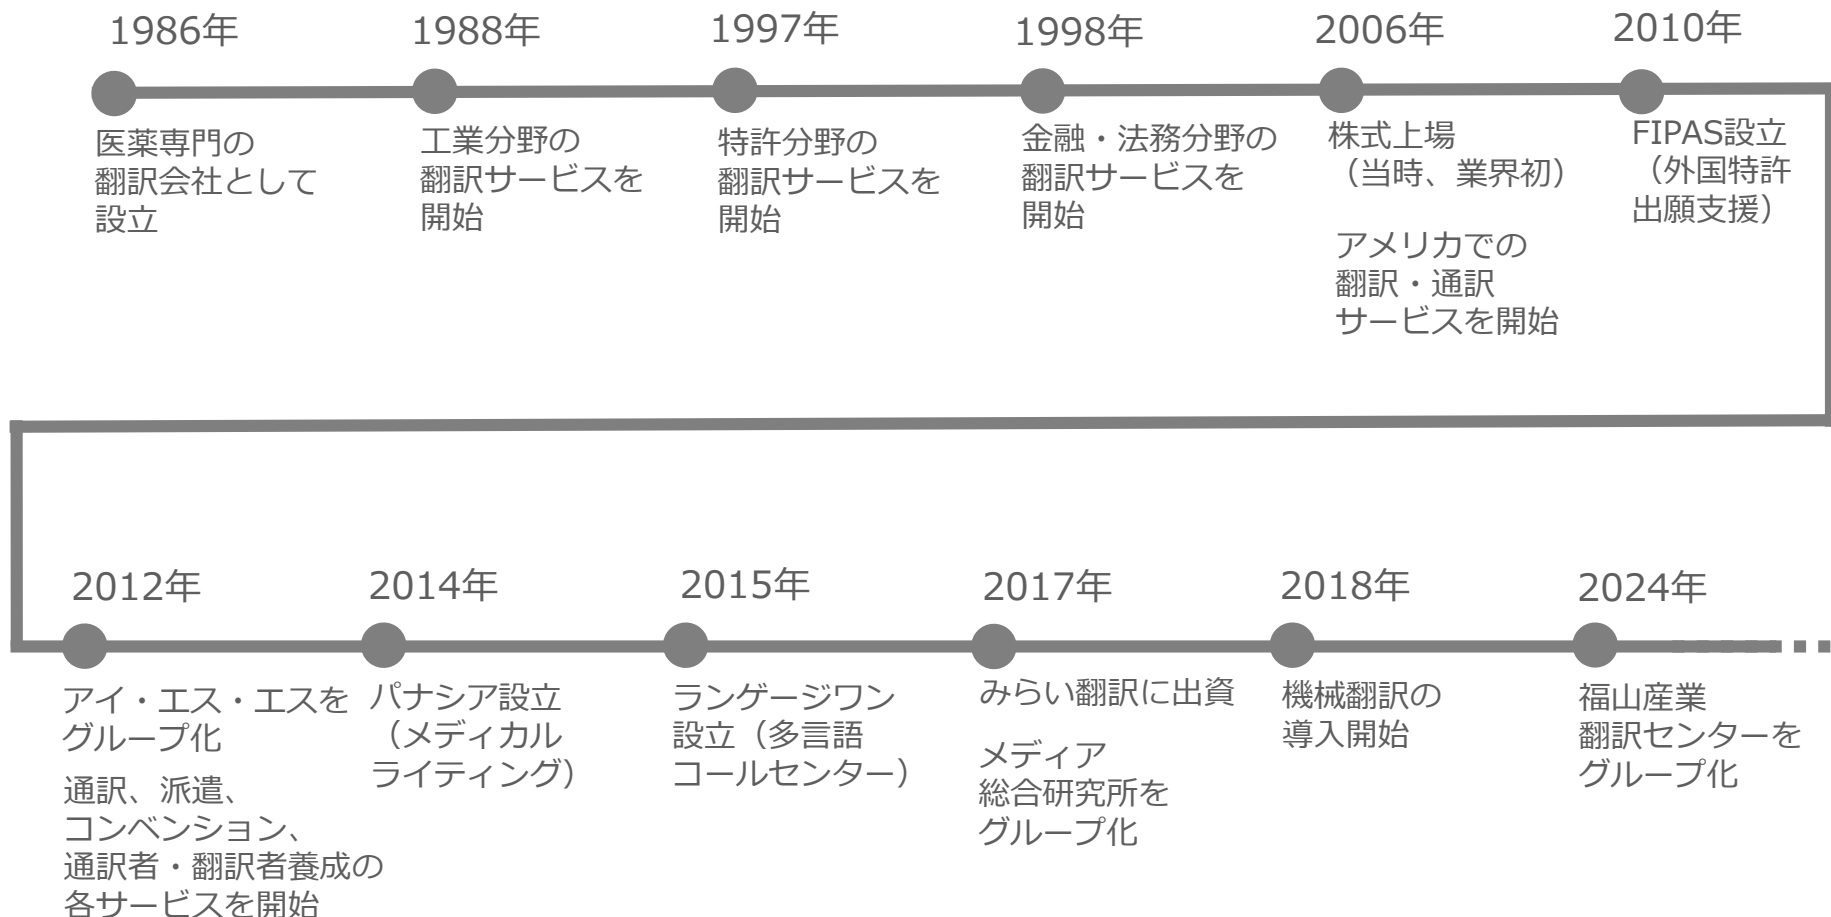 1986年
医薬専門の
翻訳会社として
設立
1988年
工業分野の
翻訳サービスを
開始
1997年
特許分野の
翻訳サービスを
開始
1998年
金融・法務分野の
翻訳サービスを
開始
2006年
株式上場
（当時、業界初）
アメリカでの
翻訳・通訳
サービスを開始
2010年
FIPAS設立
（外国特許
出願支援）
2012年
アイ・エス・エスを
グループ化
通訳、派遣、
コンベンション、
通訳者・翻訳者養成の
各サービスを開始
2014年
パナシア設立
（メディカル
ライティング）
2015年
ランゲージワン
設立（多言語
コールセンター）
2017年
みらい翻訳に出資
メディア
総合研究所を
グループ化
2018年
機械翻訳の
導入開始
2024年
福山産業
翻訳センターを
グループ化